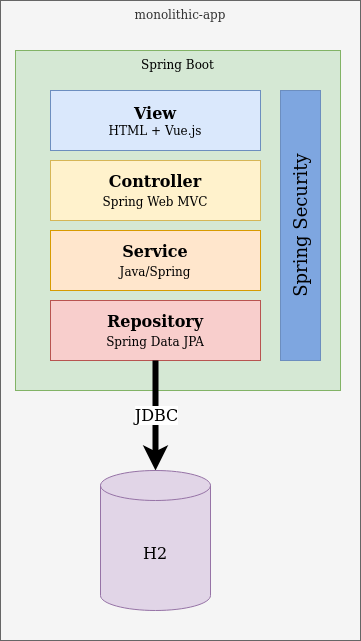 monolithic-app
Spring Boot
View
HTML + Vue.js
Controller
Spring Web MVC
Service
Java/Spring
Repository
Spring Data JPA
Spring Security
JDBC
H2